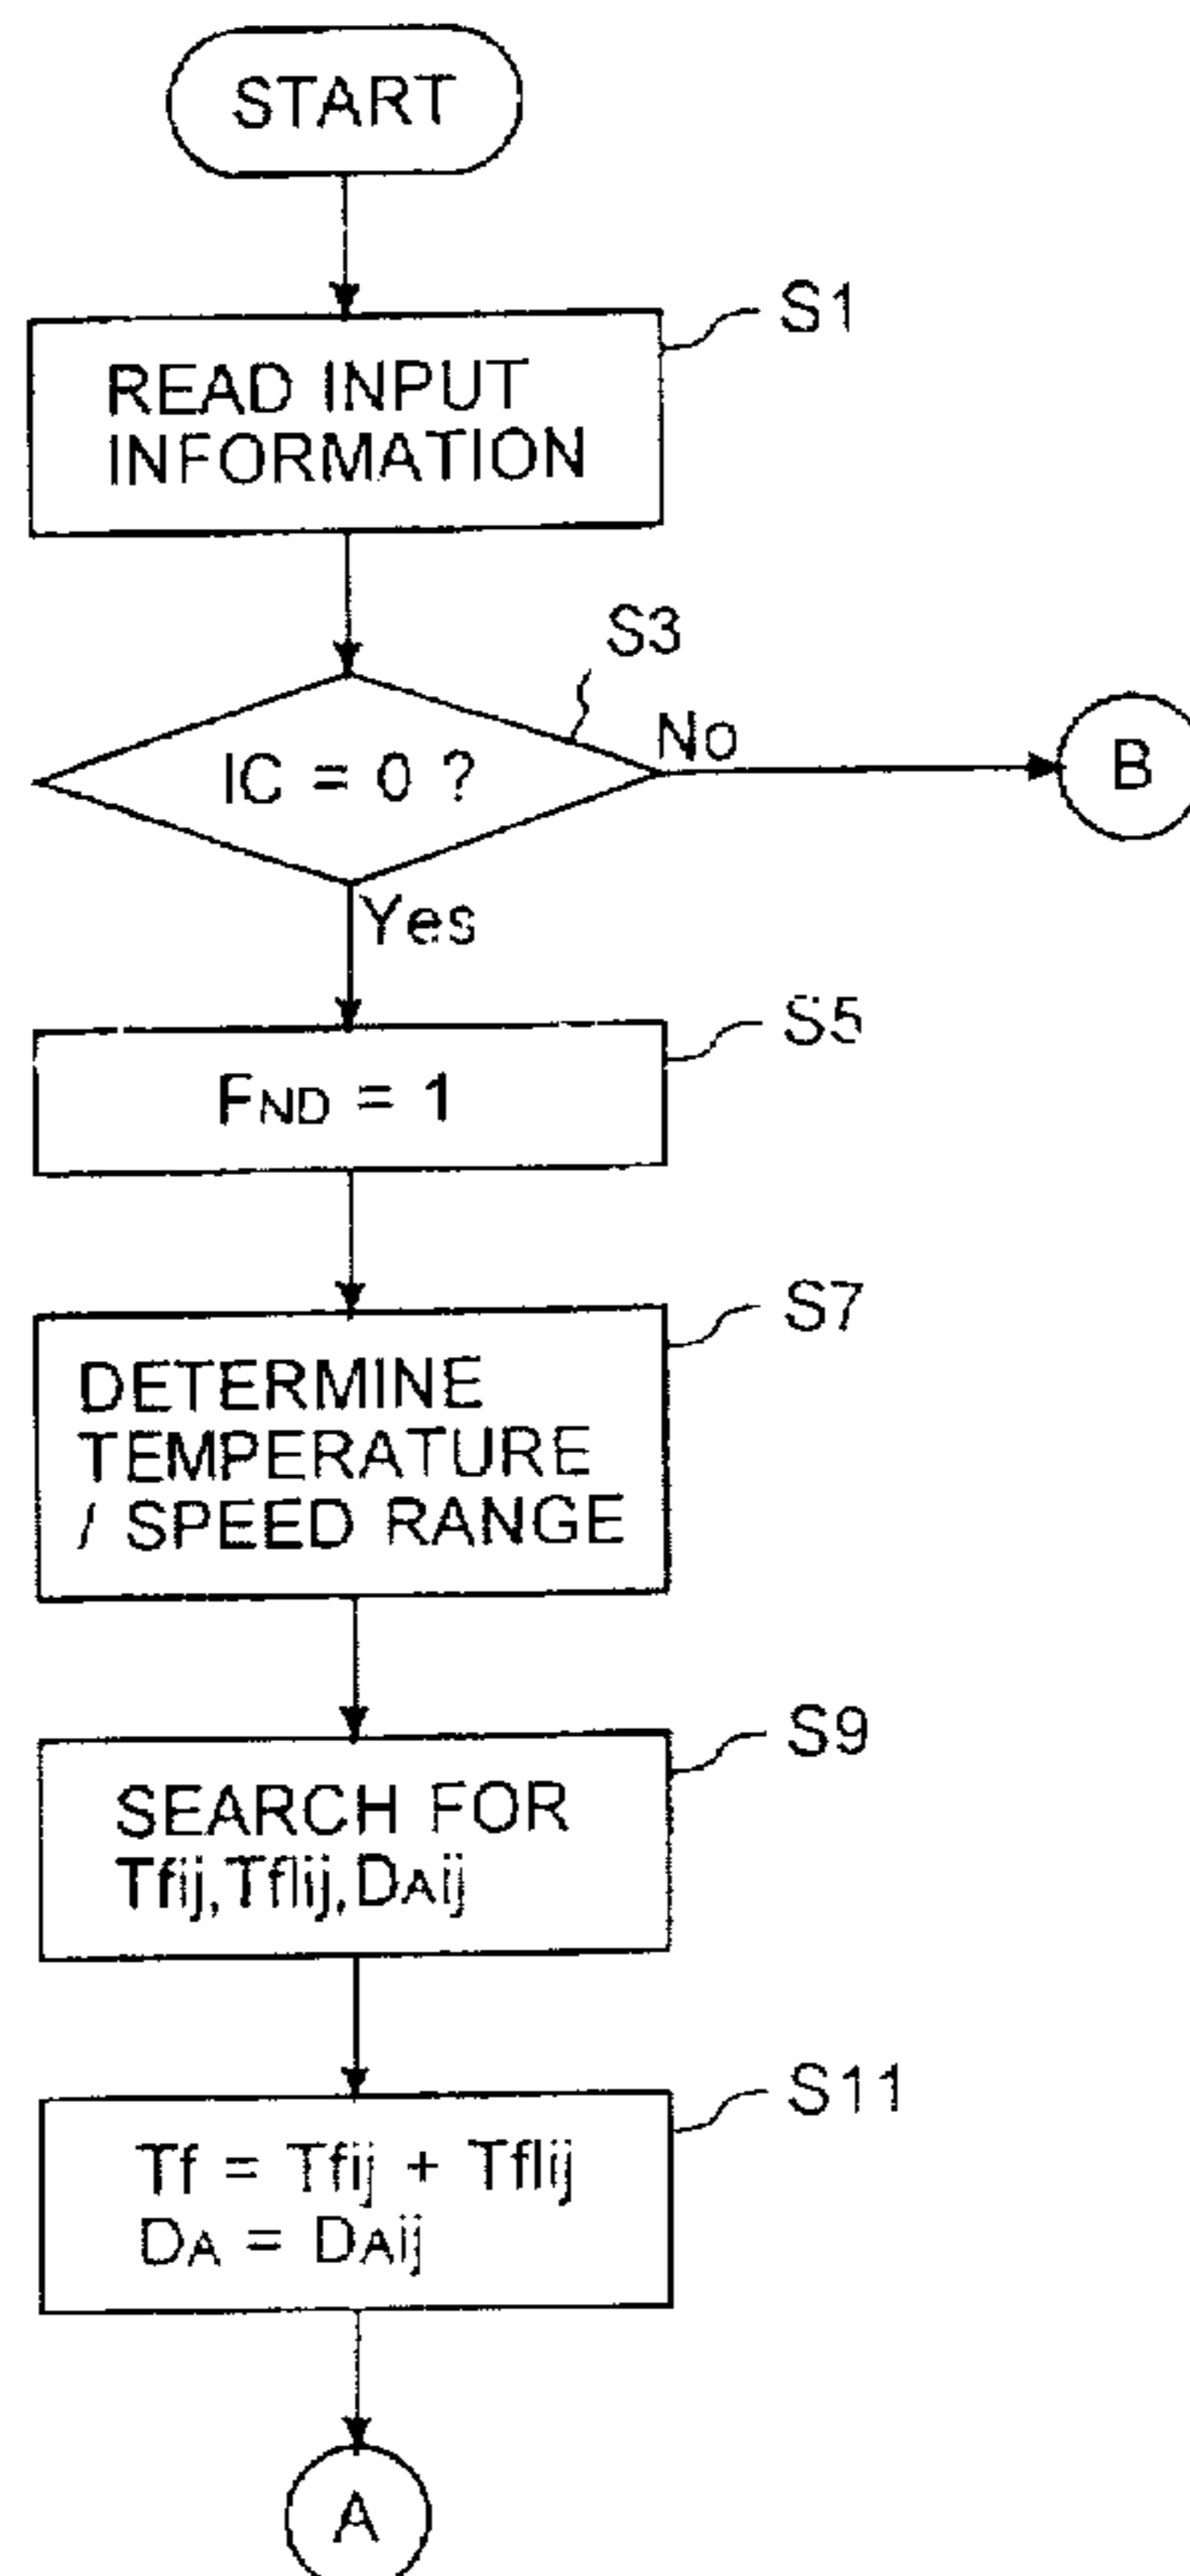 START
S1
READ INPUT
INFORMATION
S3
IC = 0 ?
No
B
Yes
S5
FND = 1
S7
DETERMINE
TEMPERATURE
/ SPEED RANGE
S9
SEARCH FOR
Tfij,Tflij,DAij
S11
Tf = Tfij + Tflij
DA = DAij
A